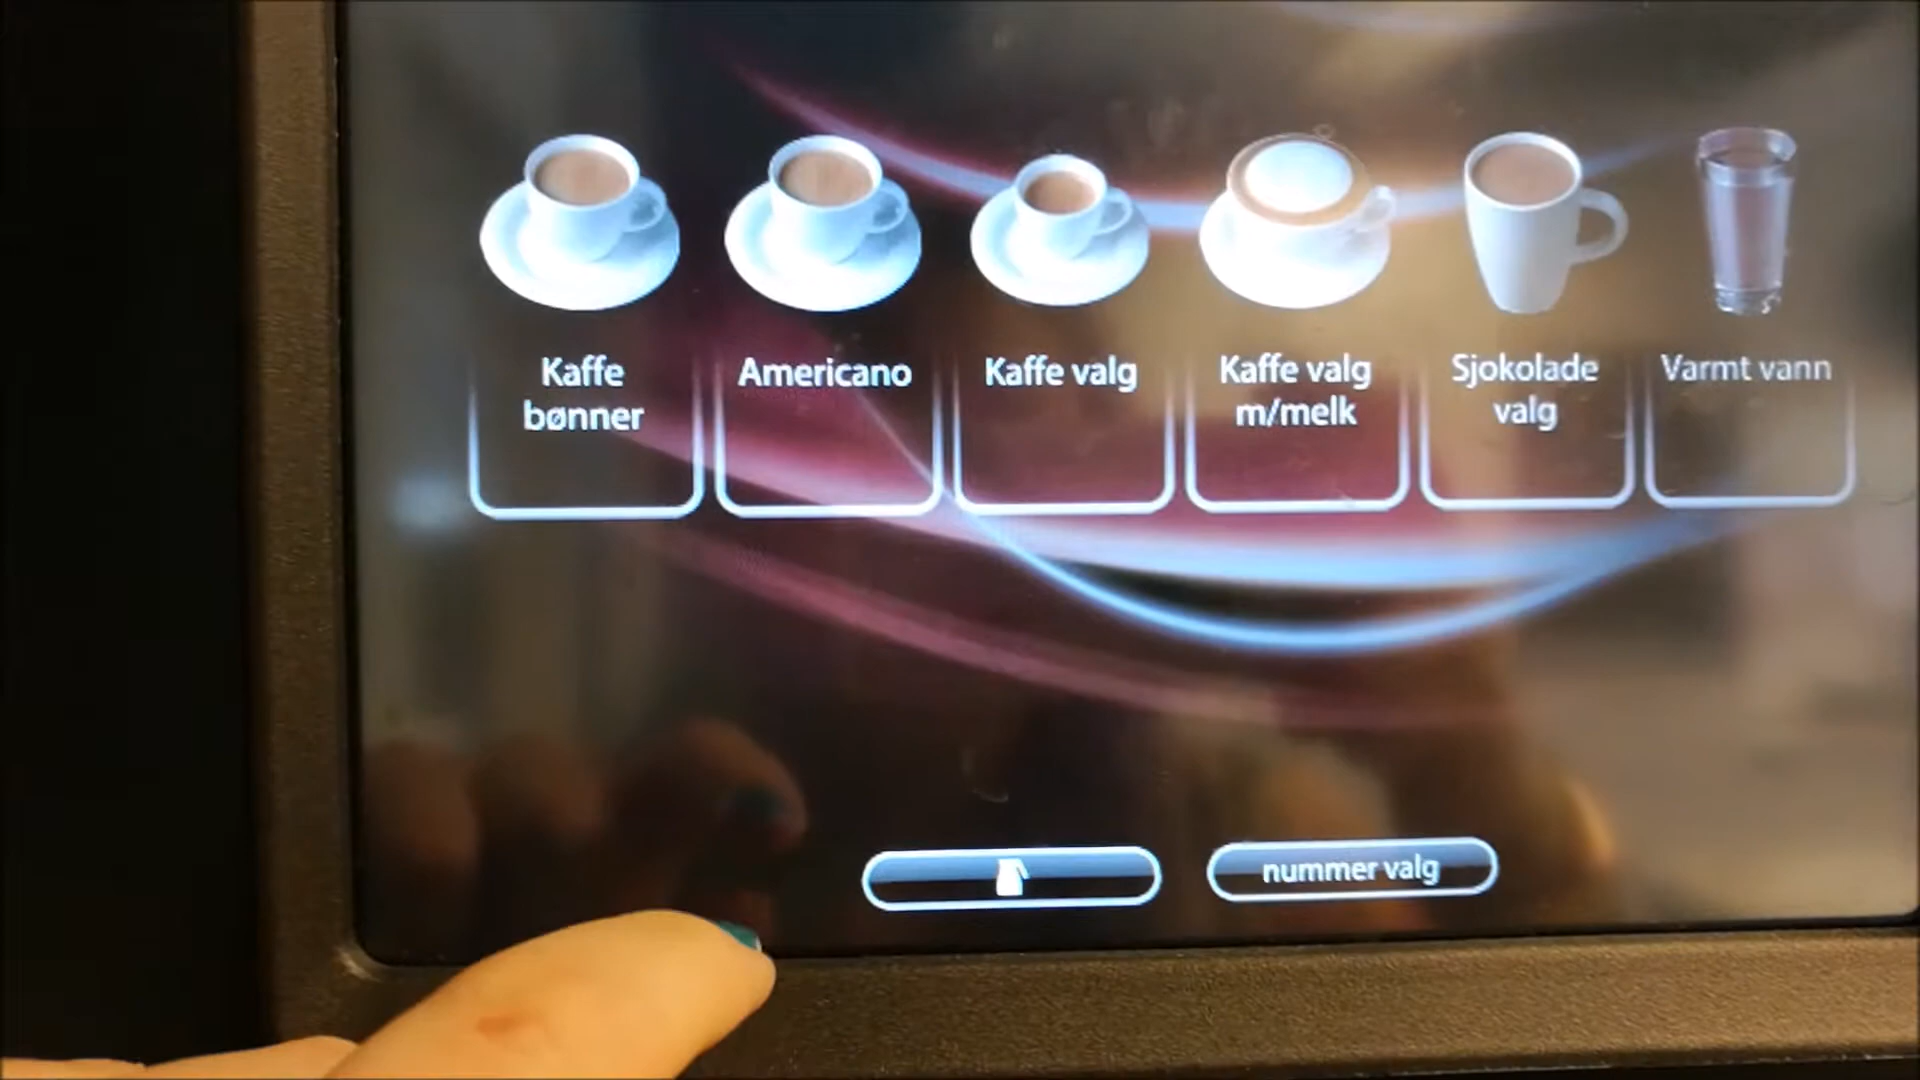 Kaffe
bønner
Americano
Kaffe valg
Kaffe valg
m/melk
Sjokolade
valg
Varmt vann
nummer valg